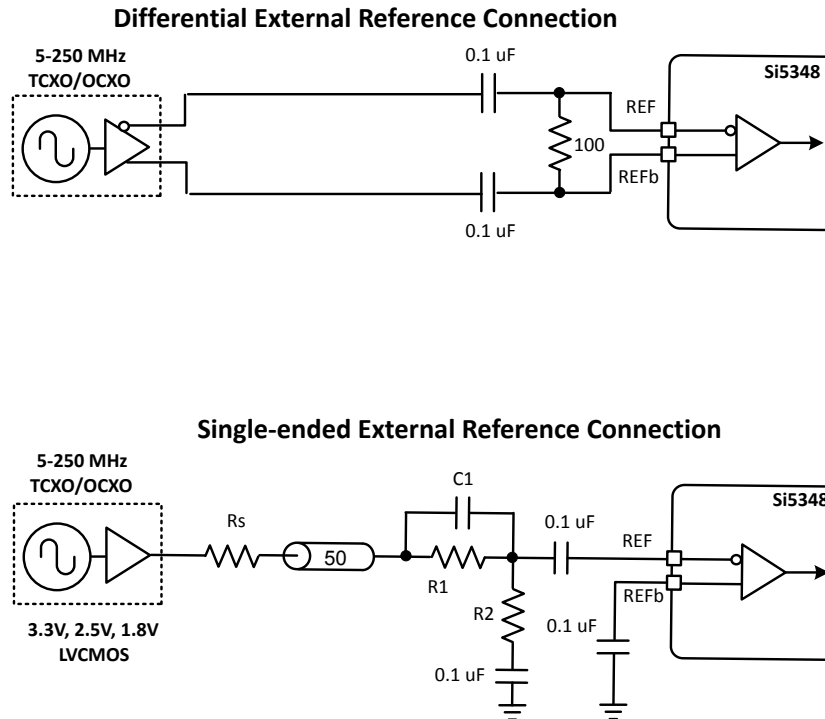 Differential External Reference Connection
5-250 MHz
TCXO/OCXO
0.1 uF
Si5348
REF
100
REFb
0.1 uF
Single-ended External Reference Connection
5-250 MHz
TCXO/OCXO
C1
Si5348
Rs
0.1 uF
REF
50
R1
REFb
R2
3.3V, 2.5V, 1.8V
LVCMOS
0.1 uF
0.1 uF